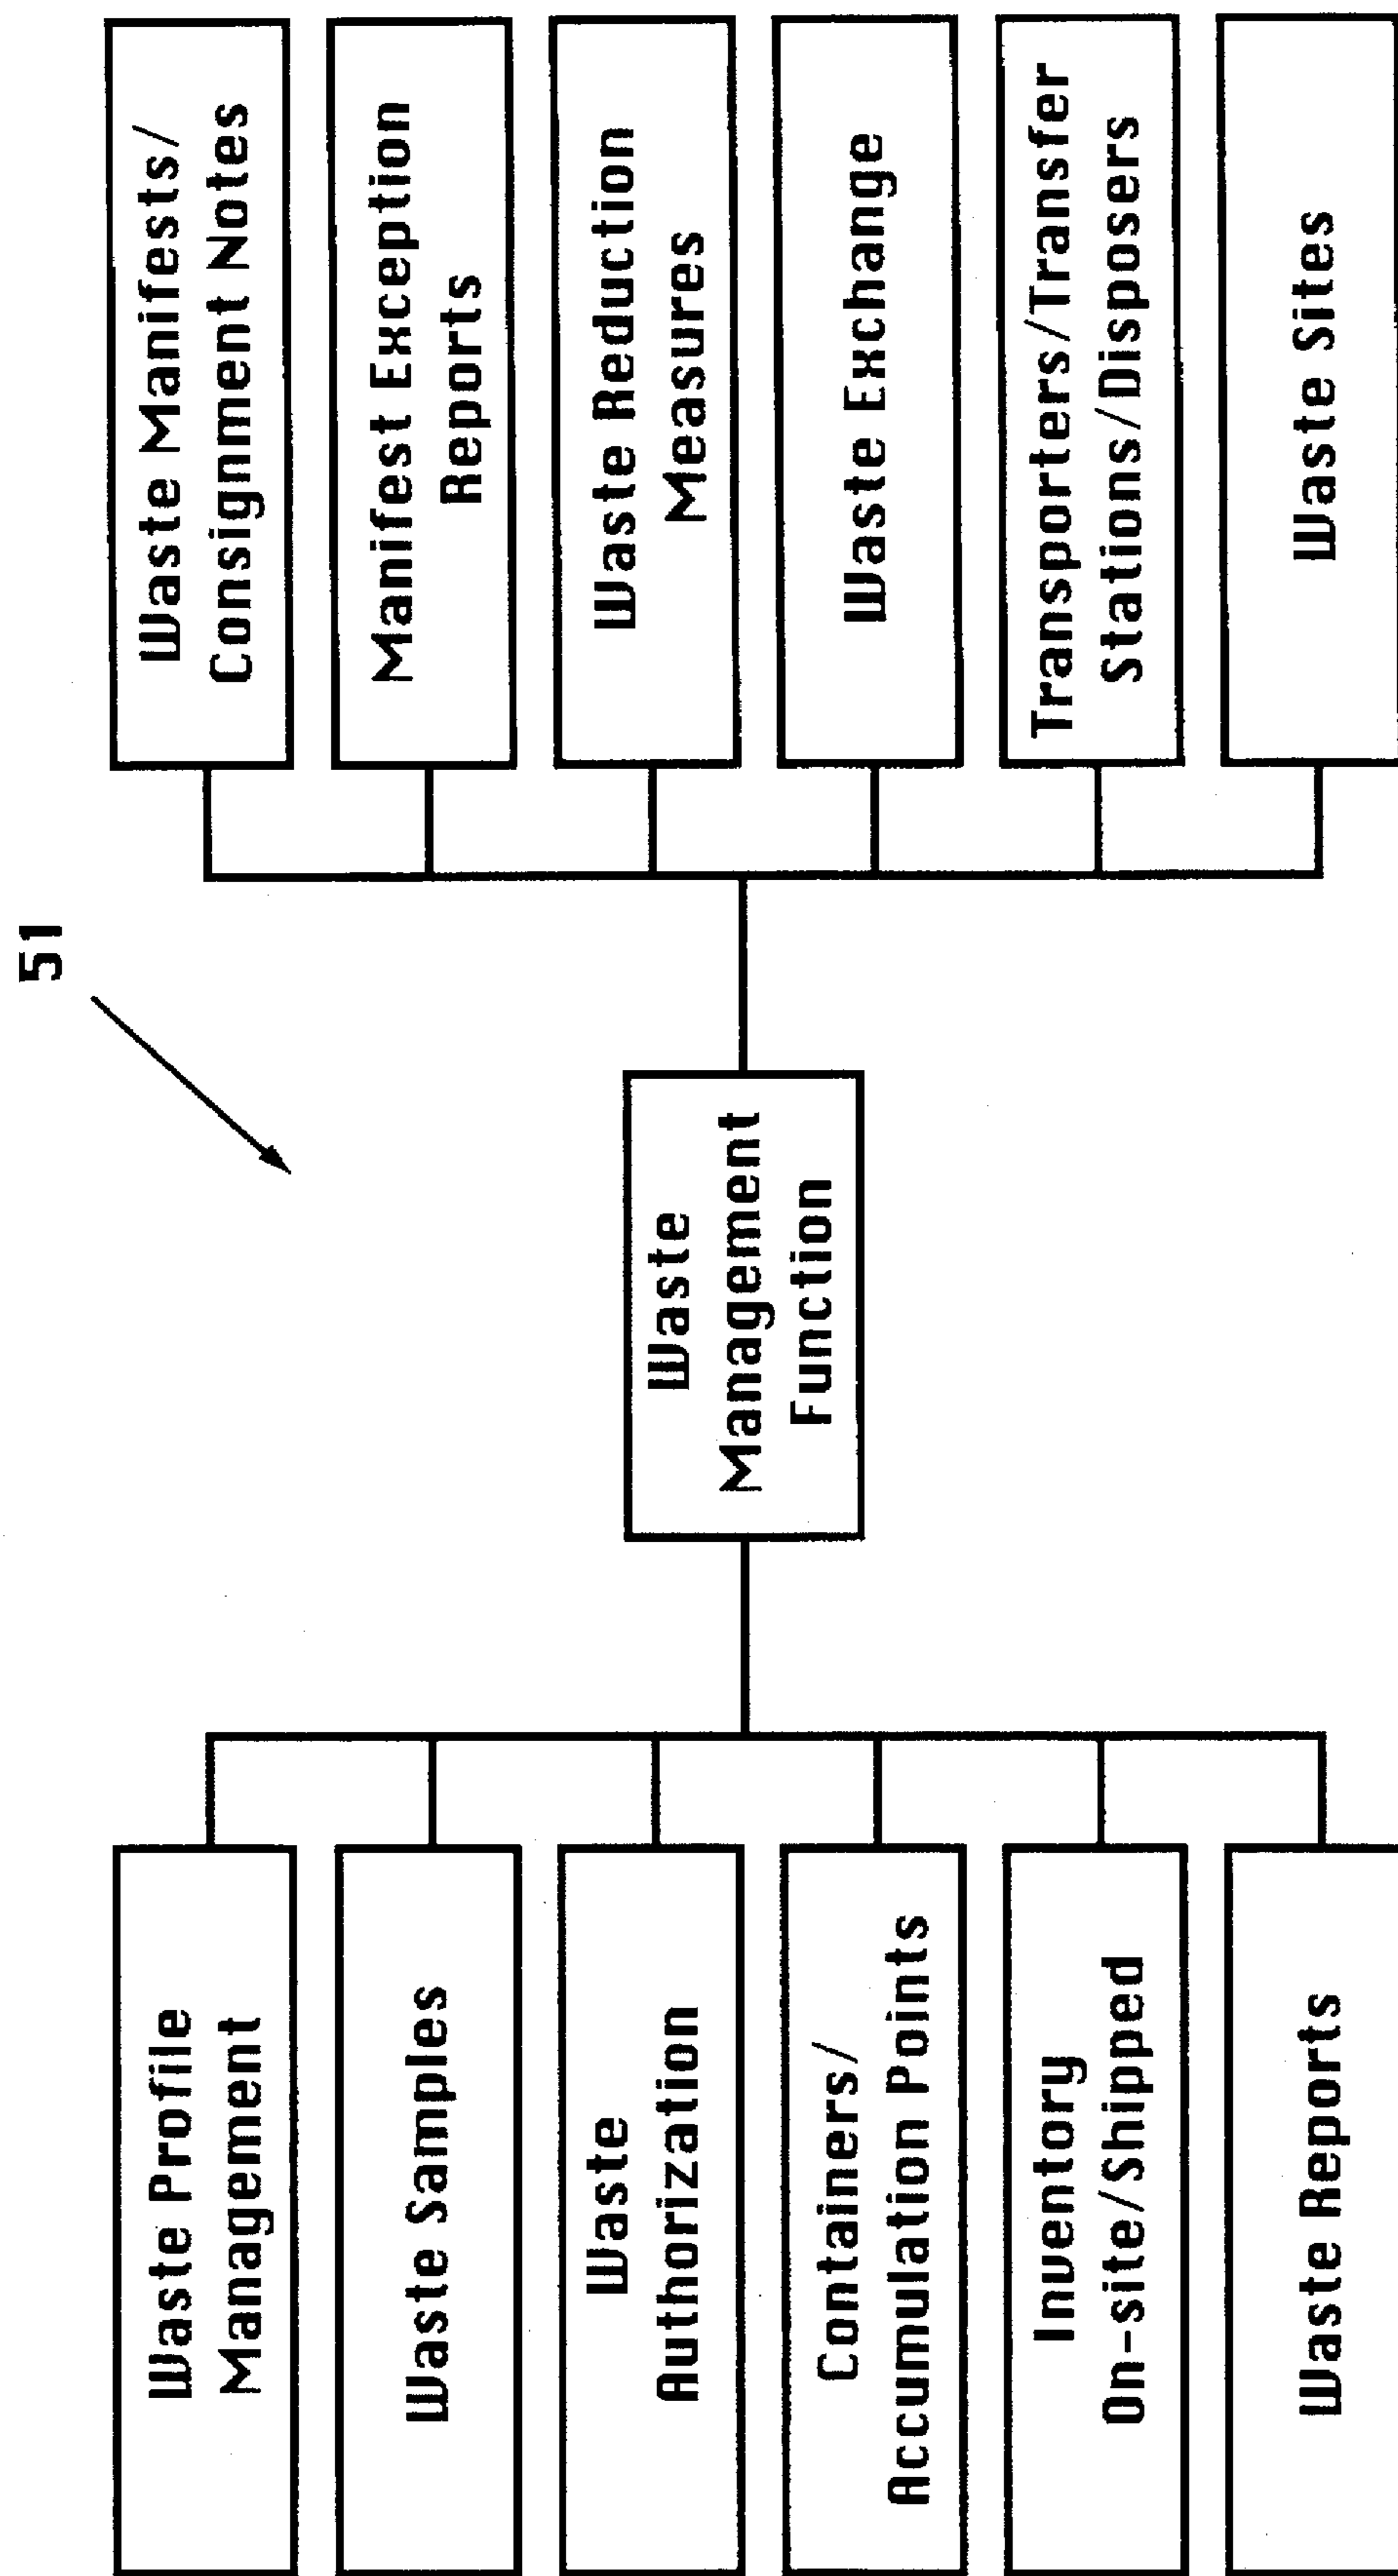 51
Waste Profile
Management
Waste Samples
Waste
Authorization
Containers/
Accumulation Points
Inventory
On-site/Shipped
Waste Reports
Waste
Management
Function
Waste Manifests/
Consignment Notes
Manifest Exception
Reports
Waste Reduction
Measures
Waste Exchange
Transporters/Transfer
Stations/Disposers
Waste Sites